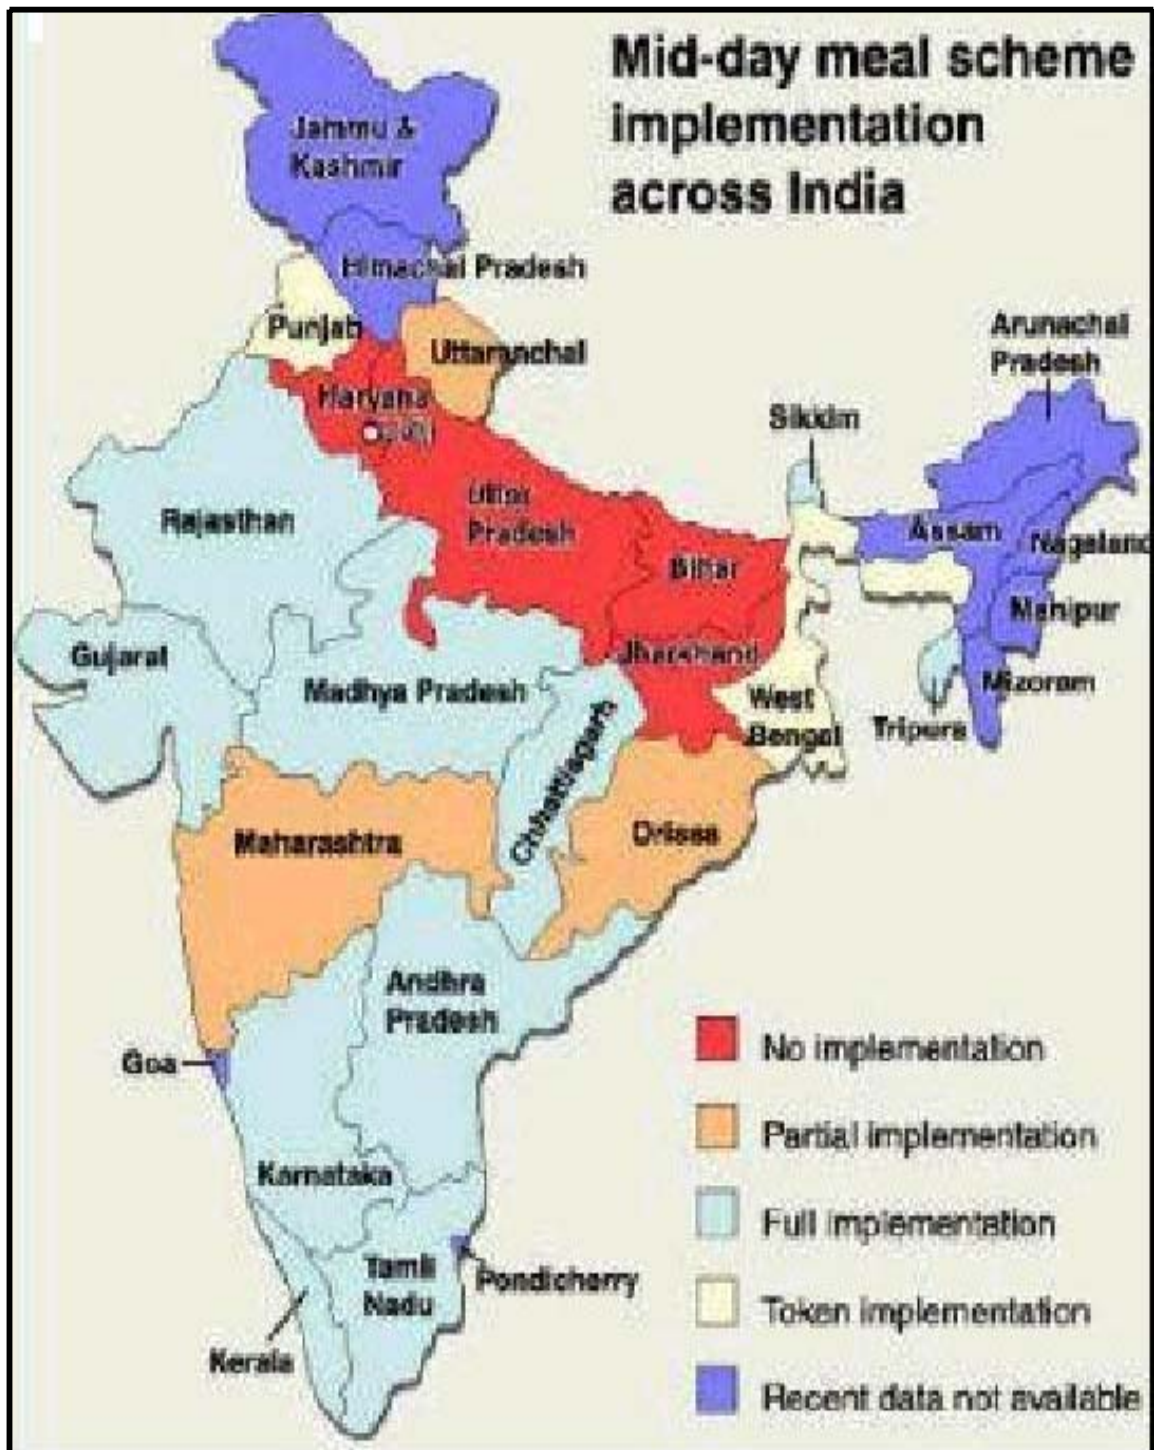 Mid-day meal scheme
implementation
across India
Jammu &
Kashmir
Himachal Pradesh
Punjab
Uttaranchal
Haryana
Delhi
Arunachal
Pradesh
Sikkim
Rajasthan
Uttar
Pradesh
Bihar
Assam
Nagaland
Manipur
Gujarat
Madhya Pradesh
Jharkhand
West
Bengal
Mizoram
Tripura
Chhattisgarh
Maharashtra
Orissa
Andhra
Pradesh
Goa
Karnataka
Tamil
Nadu
Pondicherry
Kerala
No implementation
Partial implementation
Full implementation
Token implementation
Recent data not available